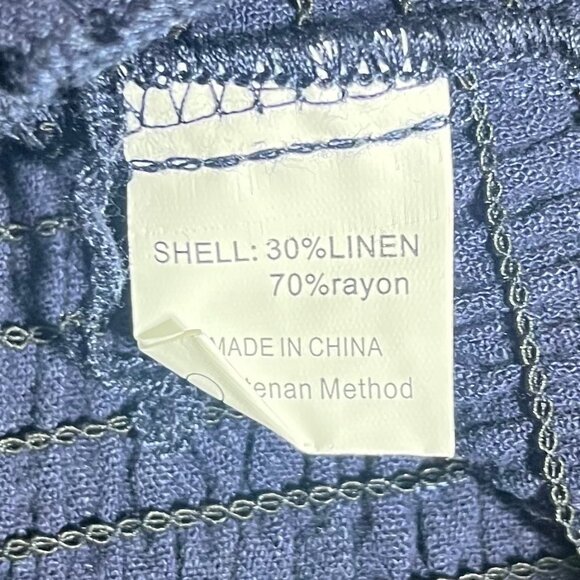 SHELL: 30%LINEN
70%rayon
MADE IN CHINA
Method